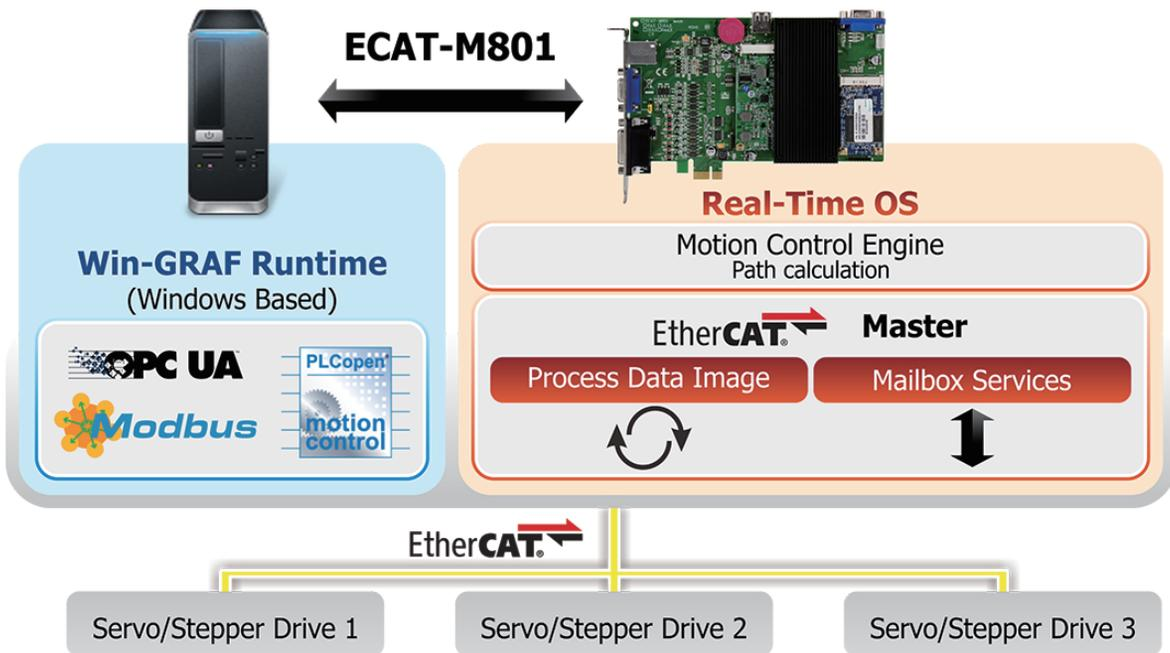 ECAT-M801
Real-Time OS
Win-GRAF Runtime
(Windows Based)
OPC UA
Modbus
PLCopen
motion
control
Motion Control Engine
Path calculation
EtherCAT® Master
Process Data Image
Mailbox Services
EtherCAT®
Servo/Stepper Drive 1
Servo/Stepper Drive 2
Servo/Stepper Drive 3